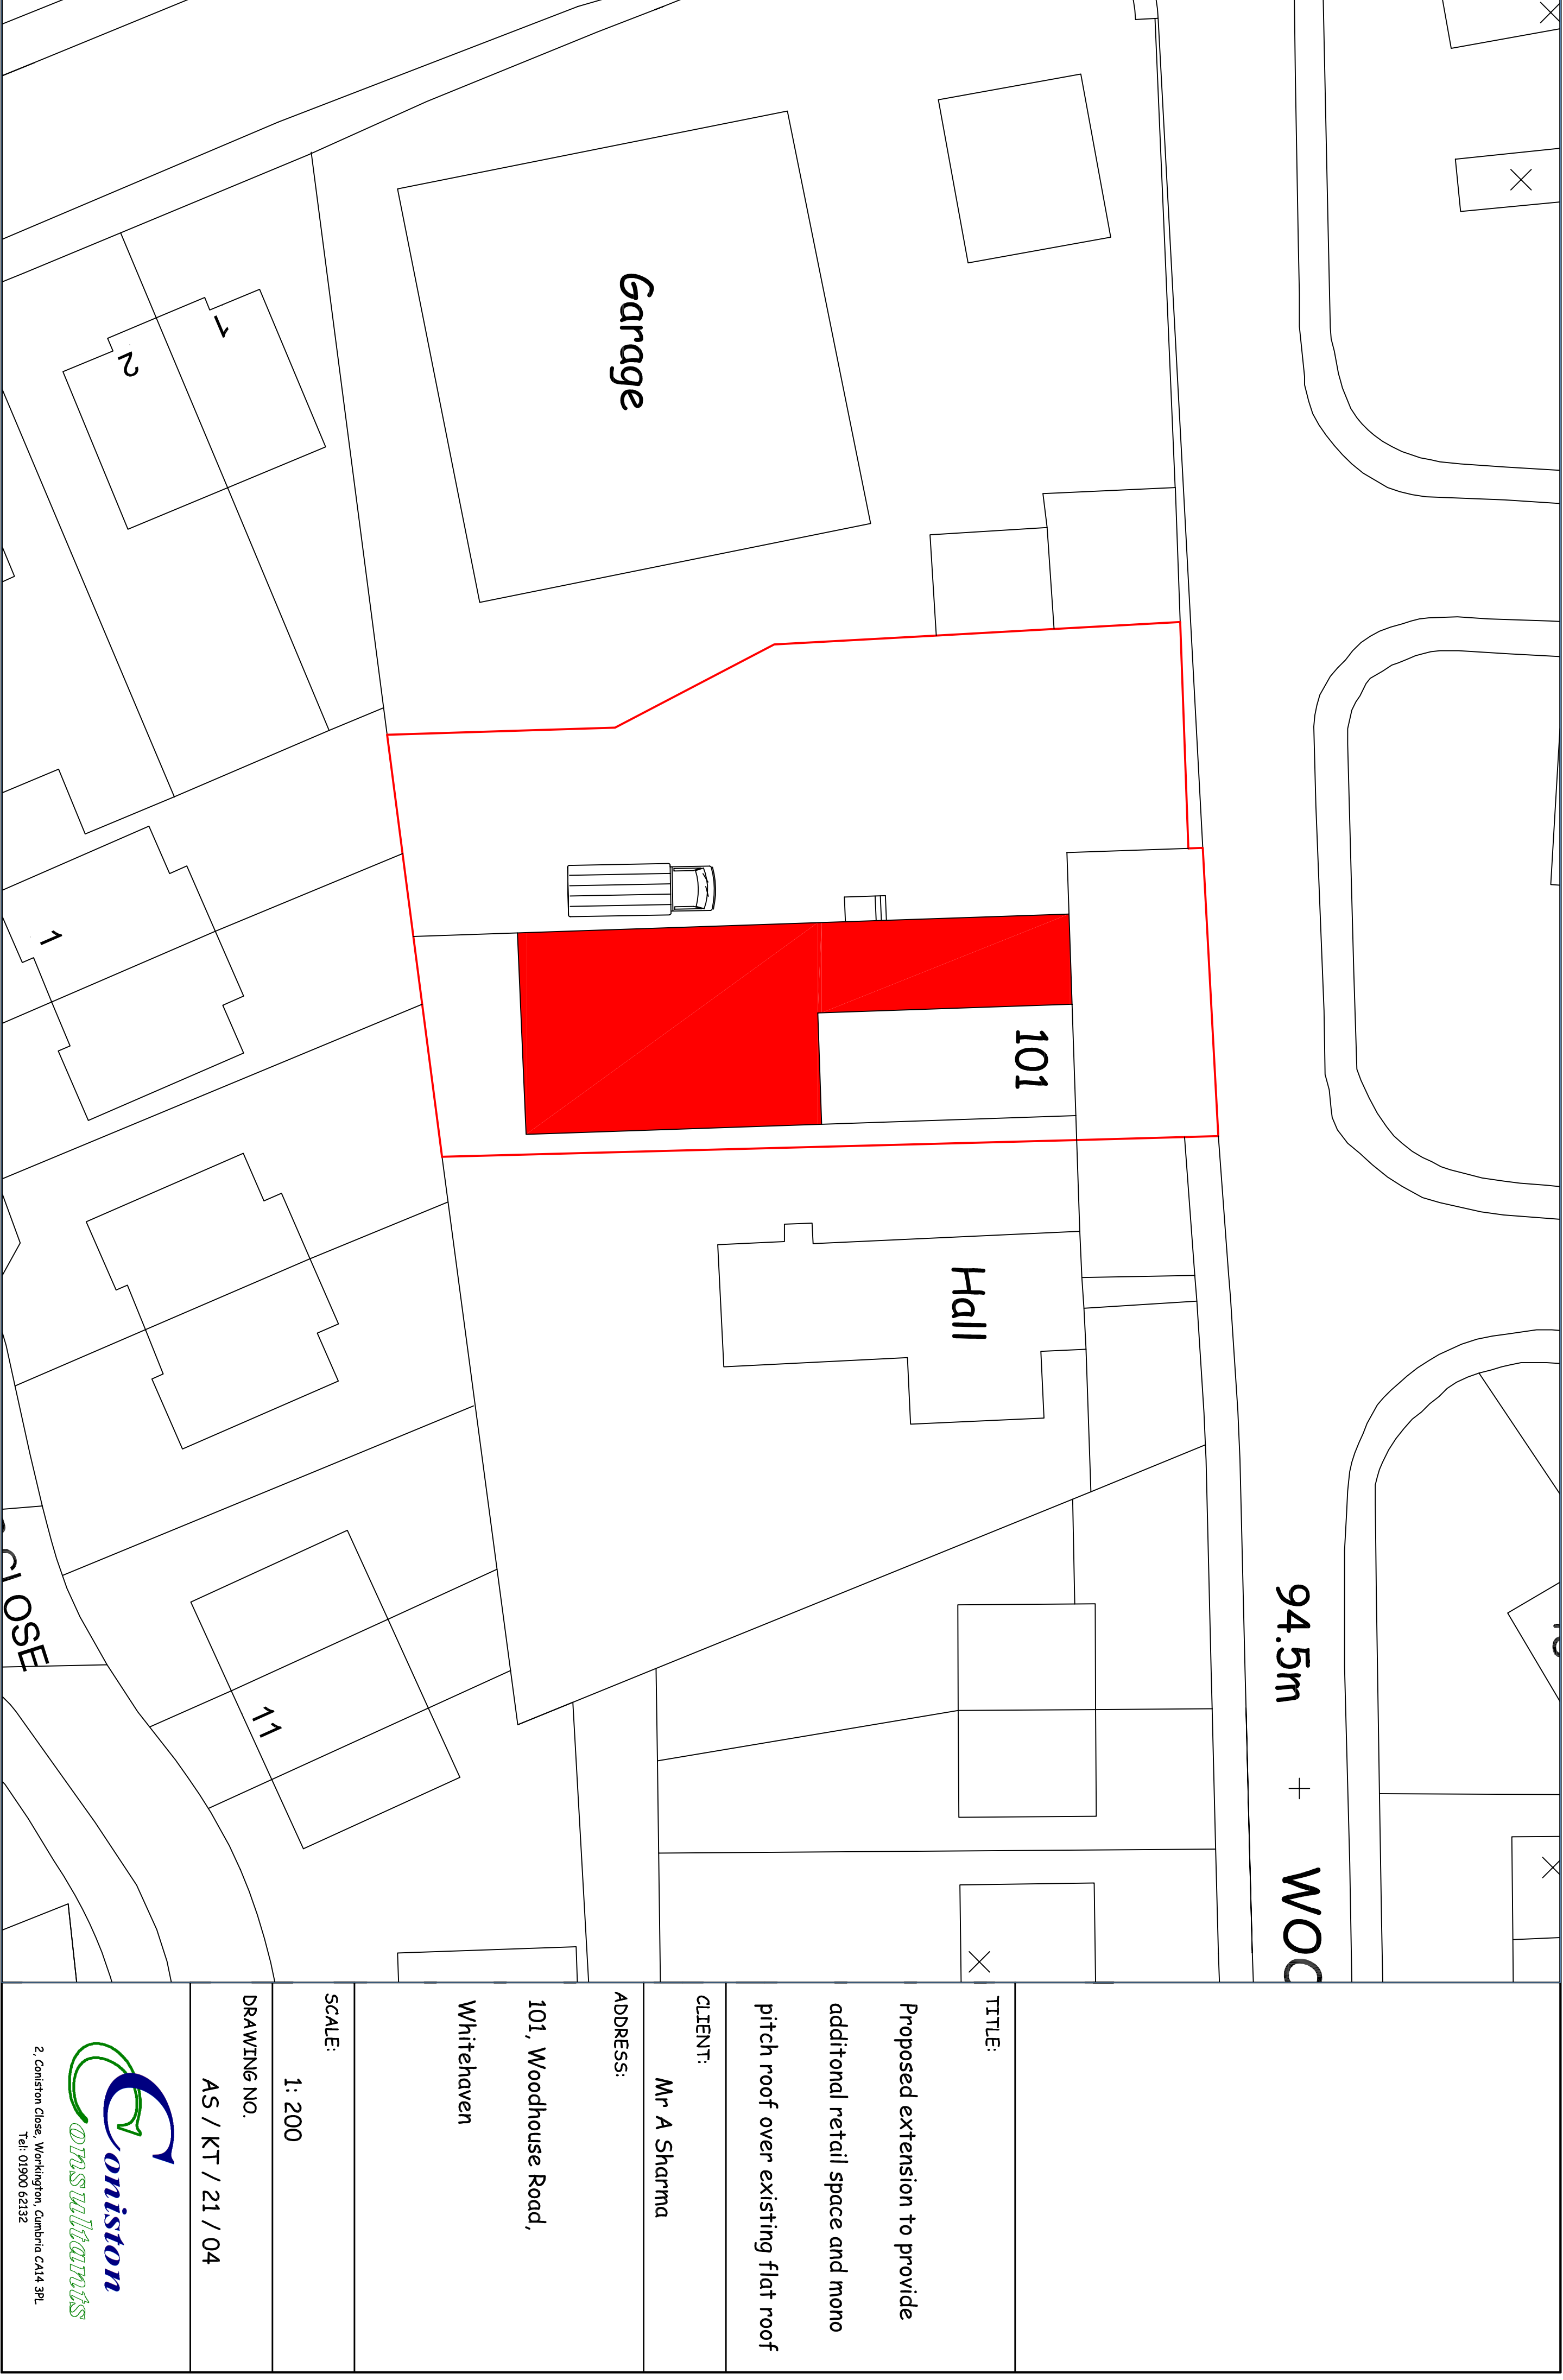 Garage
1
2
1
101
Hall
11
CLOSE
94.5m
TITLE:
Proposed extension to provide
additonal retail space and mono
pitch roof over existing flat roof
CLIENT:
Mr A Sharma
ADDRESS:
101, Woodhouse Road,
Whitehaven
SCALE:
1: 200
DRAWING NO.
AS / KT / 21 / 04
Coniston
Consultants
2, Coniston Close, Workington, Cumbria CA14 3PL
Tel: 01900 62132